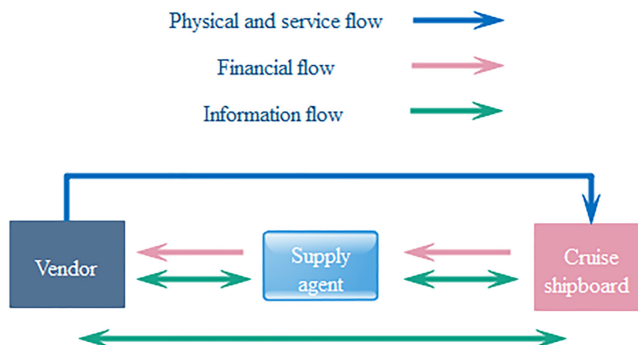 Physical and service flow
Financial flow
Information flow
Vendor
Supply
agent
Cruise
shipboard